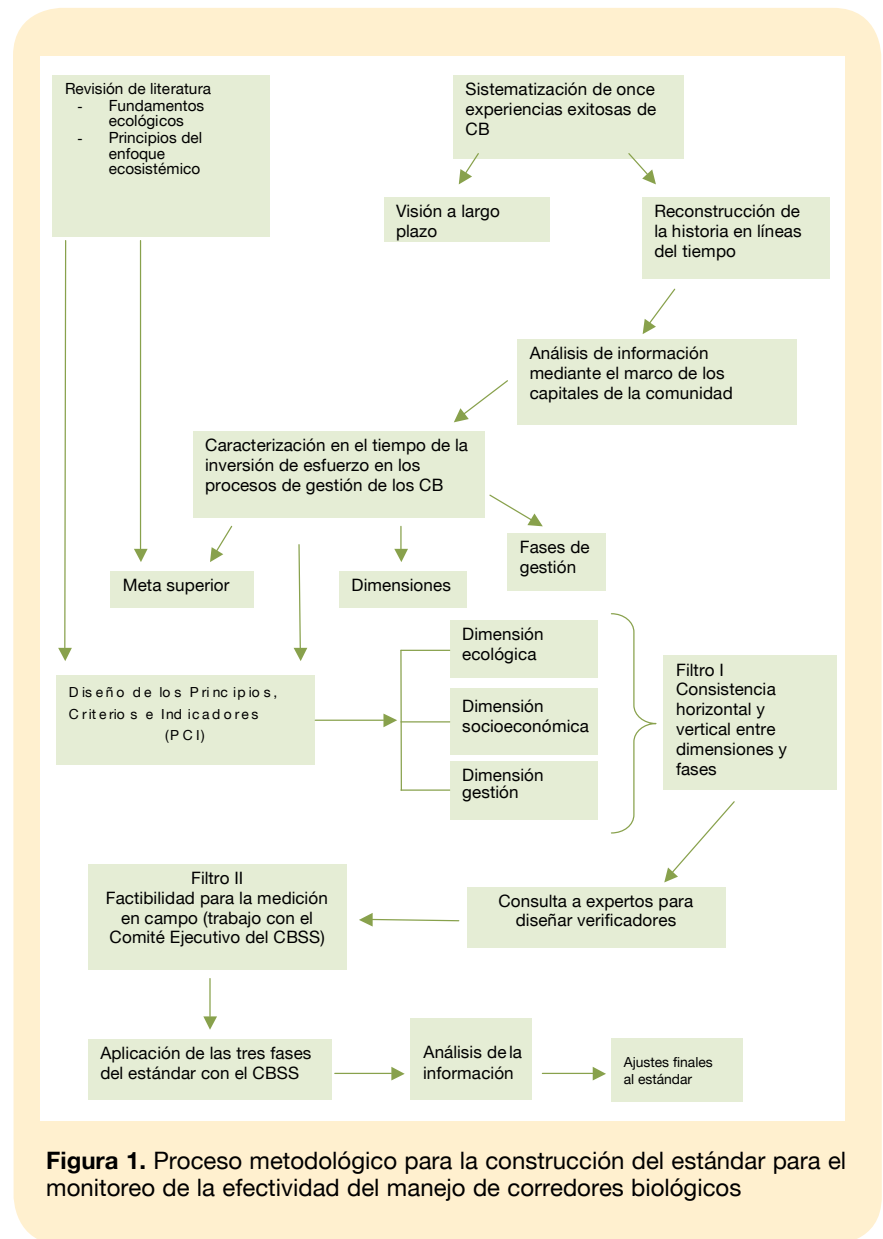 Revisión de literatura
- Fundamentos
ecológicos
- Principios del
enfoque
ecosistémico
Sistematización de once
experiencias exitosas de
CB
Visión a largo
plazo
Reconstrucción de
la historia en líneas
del tiempo
Análisis de información
mediante el marco de los
capitales de la comunidad
Caracterización en el tiempo de la
inversión de esfuerzo en los
procesos de gestión de los CB
Meta superior
Dimensiones
Fases de
gestión
Diseño de los Principios,
Criterios e Indicadores
(PCI)
Dimensión
ecológica
Dimensión
socioeconómica
Dimensión
gestión
Filtro I
Consistencia
horizontal y
vertical entre
dimensiones y
fases
Consulta a expertos para
diseñar verificadores
Filtro II
Factibilidad para la medición
en campo (trabajo con el
Comité Ejecutivo del CBSS)
Aplicación de las tres fases
del estándar con el CBSS
Análisis de la
información
Ajustes finales
al estándar
Figura 1. Proceso metodológico para la construcción del estándar para el
monitoreo de la efectividad del manejo de corredores biológicos